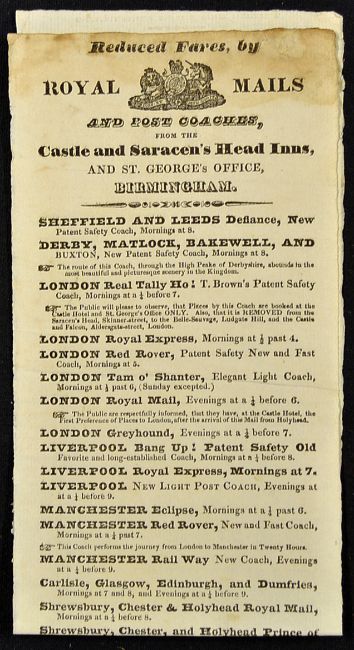 Reduced Fares, by
ROYAL MAILS
AND POST COACHES,
FROM THE
Castle and Saracen's Head Inns,
AND ST. GEORGE's OFFICE,
BIRMINGHAM.
SHEFFIELD AND LEEDS Defiance, New
Patent Safety Coach, Mornings at 8.
DERBY, MATLOCK, BAKEWELL, AND
BUXTON, New Patent Safety Coach, Mornings at 8.
☞ The route of this Coach, through the High Peaks of Derbyshire, abounds in the
most beautiful and picturesque scenery in the Kingdom.
LONDON Real Tally Ho! T. Brown's Patent Safety
Coach, Mornings at ¼ before 7.
☞ The Public will please to observe, that Places by this Coach are booked at the
Castle Hotel and St. George's Office ONLY. Also, that it is REMOVED from the
Saracen's Head, Skinner-street, to the Belle-Sauvage, Ludgate Hill, and the Castle
and Falcon, Aldersgate-street, London.
LONDON Royal Express, Mornings at ½ past 4.
LONDON Red Rover, Patent Safety New and Fast
Coach, Mornings at 5.
LONDON Tam o' Shanter, Elegant Light Coach,
Mornings at past 6, (Sunday excepted.)
LONDON Royal Mail, Evenings at a ¼ before 6.
☞ The Public are respectfully informed, that they have, at the Castle Hotel, the
First Preference of Places to London, after the arrival of this Mail from Holyhead.
LONDON Greyhound, Evenings at a ¼ before 7.
LIVERPOOL Bang Up! Patent Safety Old
Favorite and long-established Coach, Mornings at a ¼ before 8.
LIVERPOOL Royal Express, Mornings at 7.
LIVERPOOL NEW LIGHT POST COACH, Evenings at
at a ¼ before 9.
MANCHESTER Eclipse, Mornings at a ¼ past 6.
MANCHESTER Red Rover, New and Fast Coach,
Mornings at a ¼ past 7.
☞ This Coach performs the journey from London to Manchester in Twenty Hours.
MANCHESTER Rail Way New Coach, Evenings
at a ¼ before 9.
Carlisle, Glasgow, Edinburgh, and Dumfries,
Mornings at 7 and 8, and Evenings at a ¼ before 9.
Shrewsbury, Chester & Holyhead Royal Mail,
Mornings at a ¼ before 8.
Shrewsbury, Chester, and Holyhead Prince of